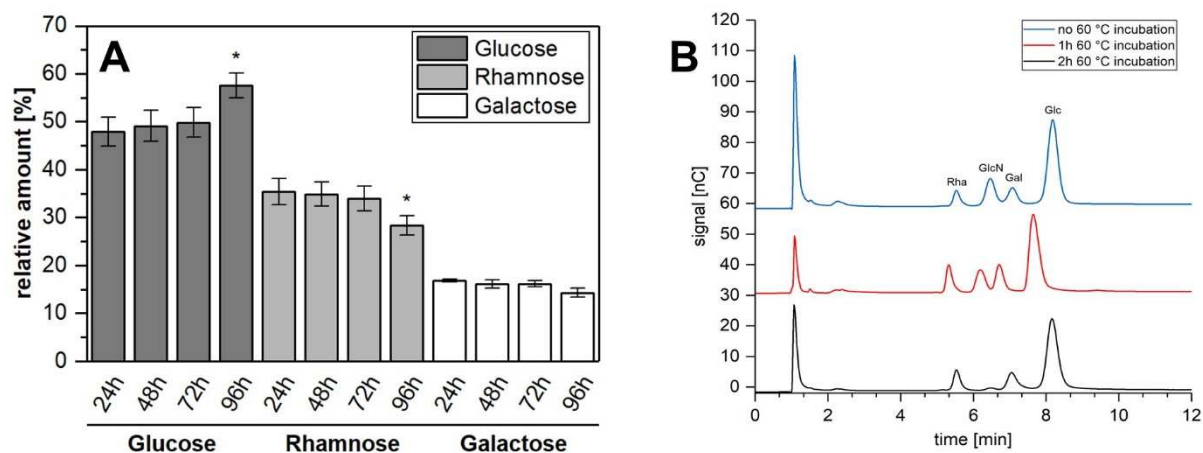 A
70
60
50
40
30
20
10
0
relative amount [%]
Glucose
Rhamnose
Galactose
*
*
24h 48h 72h 96h 24h 48h 72h 96h 24h 48h 72h 96h
Glucose Rhamnose Galactose
B
120
110
100
90
80
70
60
50
40
30
20
10
0
signal [nC]
no 60 °C incubation
1h 60 °C incubation
2h 60 °C incubation
Rha GlcN Gal Glc
0 2 4 6 8 10 12
time [min]